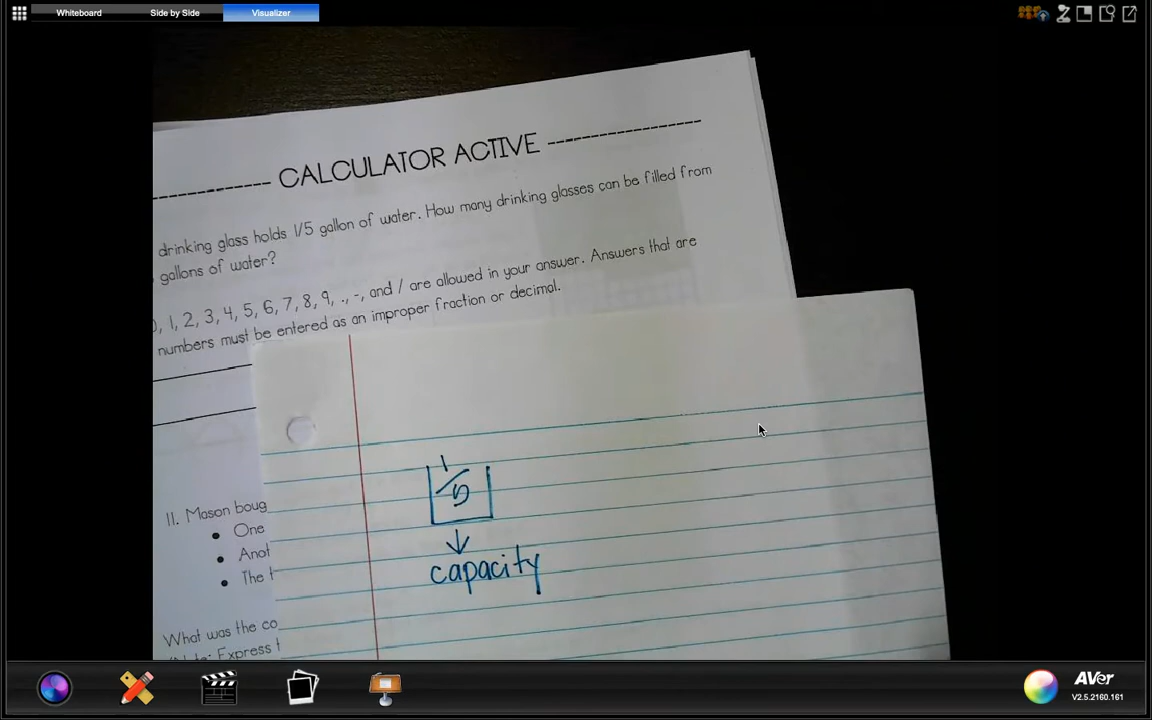 Whiteboard Side by Side Visualizer
CALCULATOR ACTIVE
drinking glass holds 1/5 gallon of water. How many drinking glasses can be filled from
gallons of water?
, 1, 2, 3, 4, 5, 6, 7, 8, 9, ., -, and / are allowed in your answer. Answers that are
numbers must be entered as an improper fraction or decimal.
1/5
capacity
11. Mason boug
• One
• Anot
• The t
What was the co
AVer
V2.5.2160.161